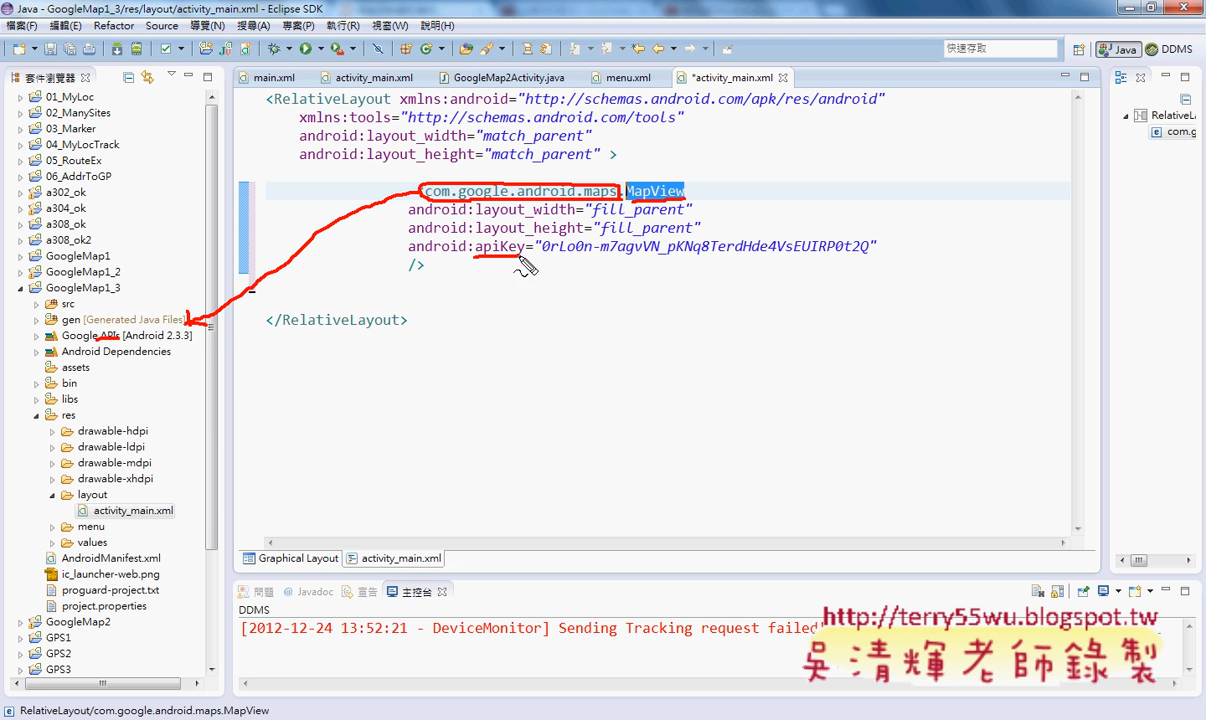 Java - GoogleMap1_3/res/layout/activity_main.xml - Eclipse SDK
檔案(F) 編輯(E) Refactor Source 導覽(N) 搜尋(A) 專案(P) 執行(R) 視窗(W) 說明(H)
快速存取 Java DDMS
套件瀏覽器 main.xml activity_main.xml GoogleMap2Activity.java menu.xml *activity_main.xml
01_MyLoc
02_ManySites
03_Marker
04_MyLocTrack
05_RouteEx
06_AddrToGP
a302_ok
a304_ok
a308_ok
a308_ok2
GoogleMap1
GoogleMap1_2
GoogleMap1_3
src
gen [Generated Java Files]
Google APIs [Android 2.3.3]
Android Dependencies
assets
bin
libs
res
drawable-hdpi
drawable-ldpi
drawable-mdpi
drawable-xhdpi
layout
activity_main.xml
menu
values
AndroidManifest.xml
ic_launcher-web.png
proguard-project.txt
project.properties
GoogleMap2
GPS1
GPS2
GPS3
<RelativeLayout xmlns:android="http://schemas.android.com/apk/res/android"
xmlns:tools="http://schemas.android.com/tools"
android:layout_width="match_parent"
android:layout_height="match_parent" >
com.google.android.maps.MapView
android:layout_width="fill_parent"
android:layout_height="fill_parent"
android:apiKey="0rLo0n-m7agvVN_pKNq8TerdHde4VsEUIRP0t2Q"
/>
</RelativeLayout>
RelativeLa
com.g
Graphical Layout activity_main.xml
問題 @ Javadoc 宣告 主控台
DDMS
[2012-12-24 13:52:21 - DeviceMonitor] Sending Tracking request failed!
http://terry55wu.blogspot.tw
吳清輝老師錄製
RelativeLayout/com.google.android.maps.MapView